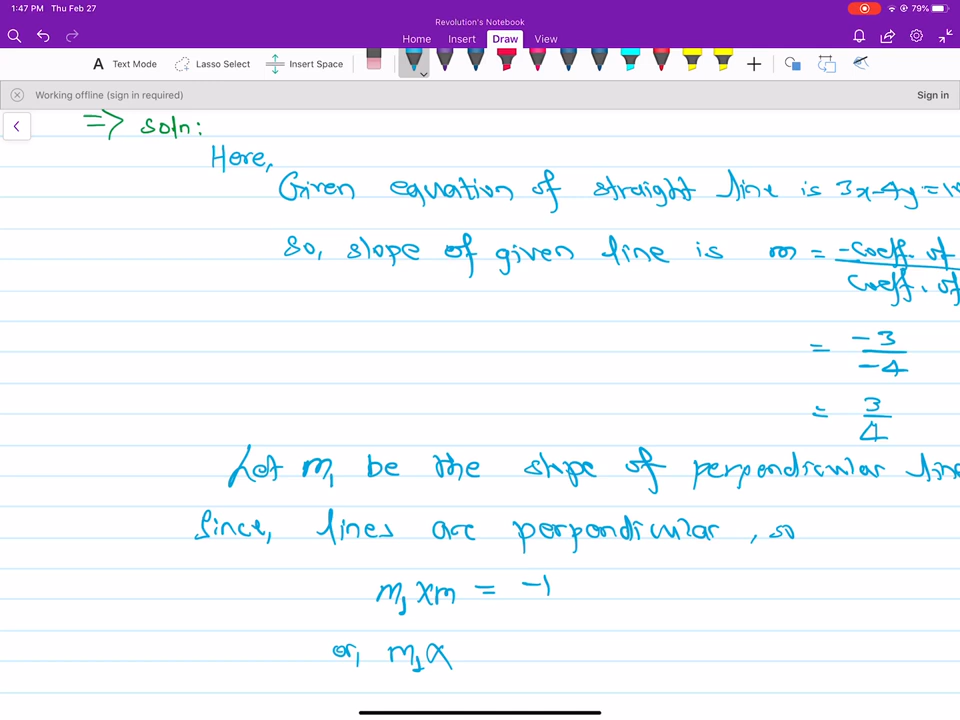 1:47 PM Thu Feb 27
79%
Revolution's Notebook
Home Insert Draw View
A Text Mode Lasso Select Insert Space
Working offline (sign in required) Sign in
=> soln:
Here,
Given equation of straight line is 3x-4y=
So, slope of given line is m = -coeff. of / coeff. of
= -3/-4
= 3/4
Let m₁ be the slope of perpendicular line
Since, lines are perpendicular, so
m₁ x m = -1
or, m₁ x